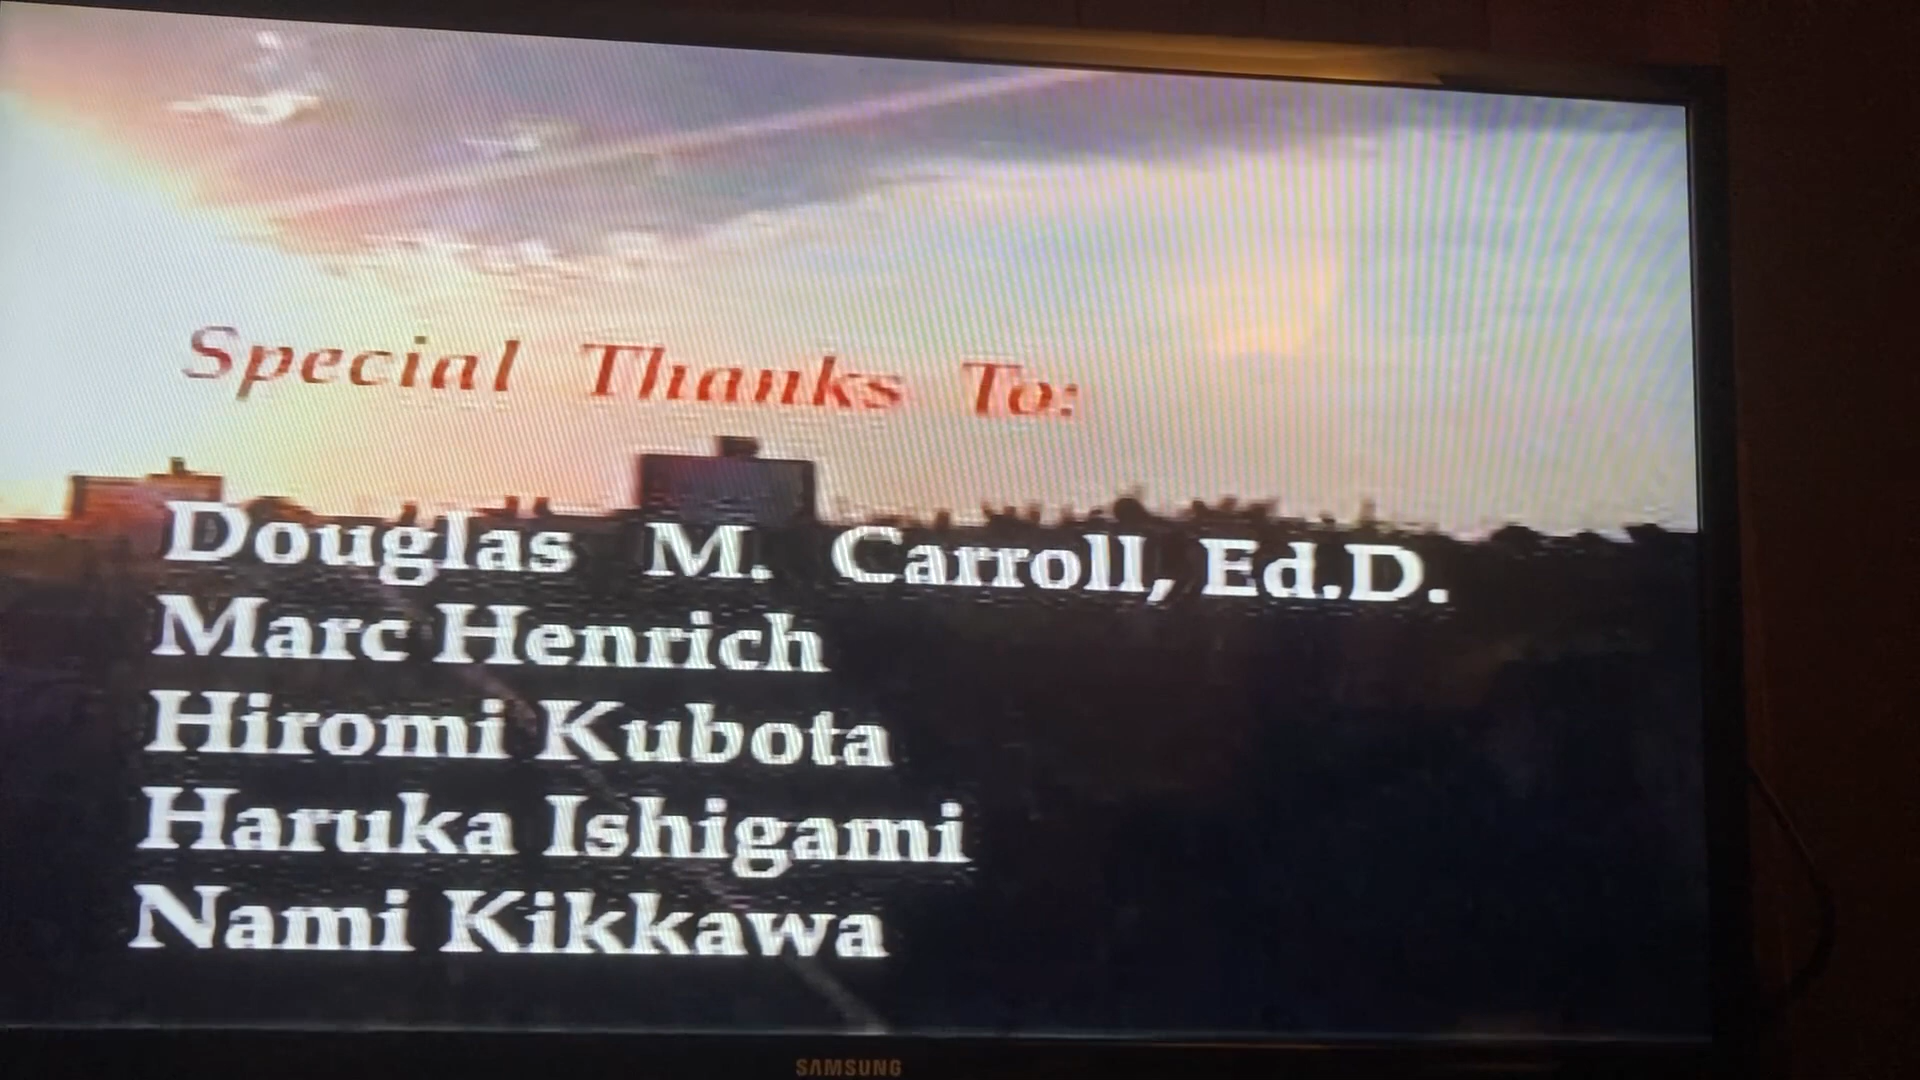 Special Thanks To:
Douglas M. Carroll, Ed.D.
Marc Henrich
Hiromi Kubota
Haruka Ishigami
Nami Kikkawa
SAMSUNG